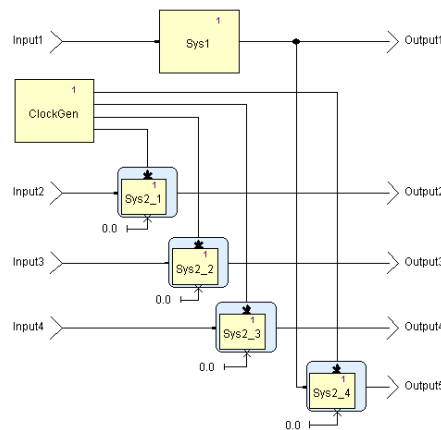 1
Input1
Sys1
Output1
1
ClockGen
1
Input2
Sys2_1
Output2
0.0
1
Input3
Sys2_2
Output3
0.0
1
Input4
Sys2_3
Output4
0.0
1
Sys2_4
Output5
0.0